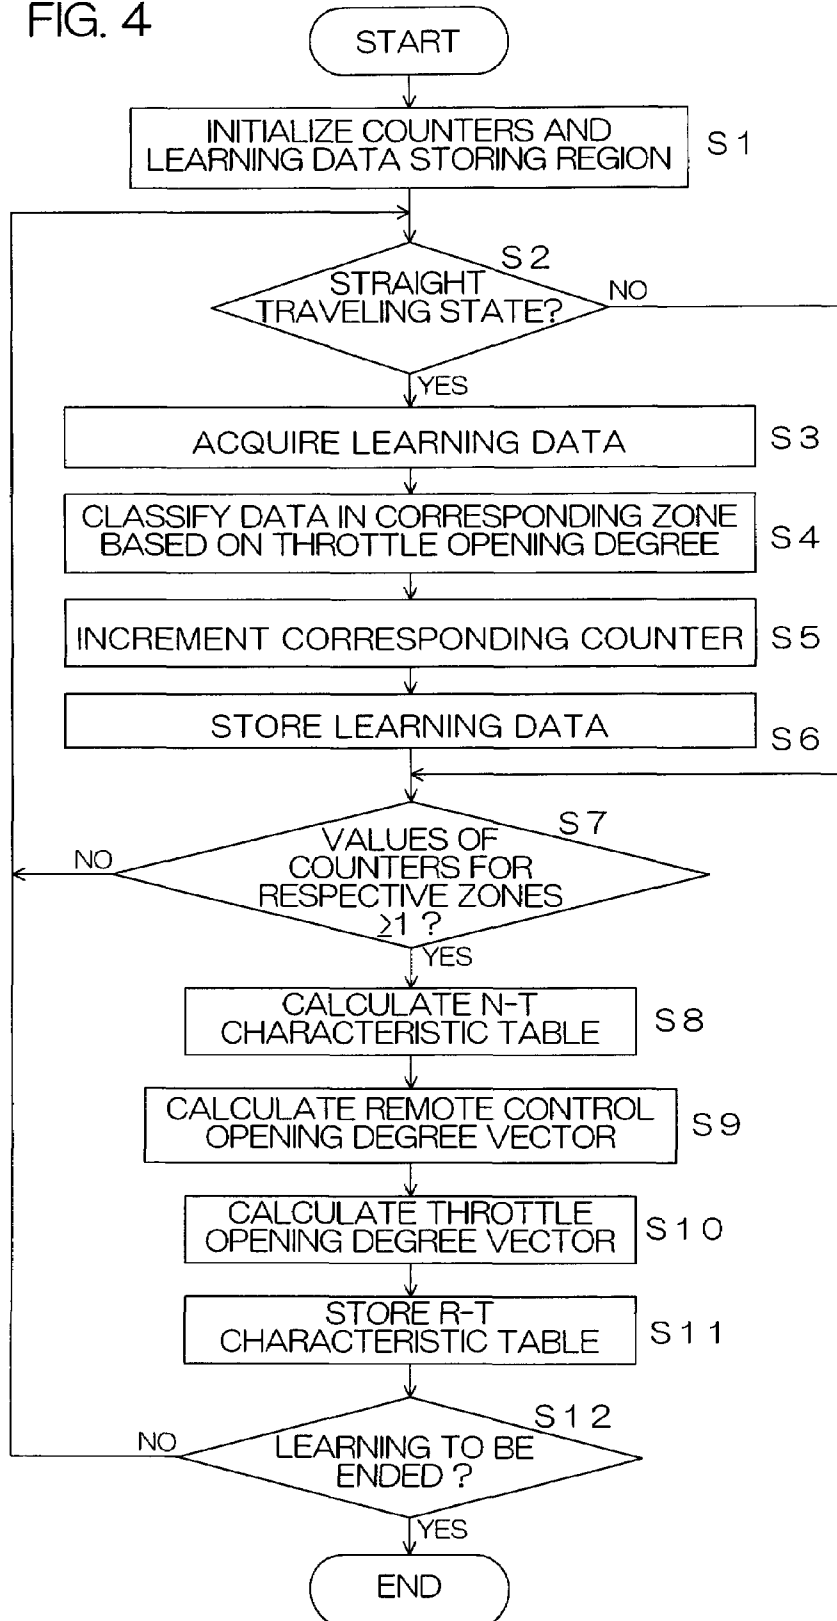 FIG. 4
START
INITIALIZE COUNTERS AND
LEARNING DATA STORING REGION
S1
S2
STRAIGHT
TRAVELING STATE?
NO
YES
ACQUIRE LEARNING DATA
S3
CLASSIFY DATA IN CORRESPONDING ZONE
BASED ON THROTTLE OPENING DEGREE
S4
INCREMENT CORRESPONDING COUNTER
S5
STORE LEARNING DATA
S6
S7
VALUES OF
COUNTERS FOR
RESPECTIVE ZONES
≥1 ?
NO
YES
CALCULATE N-T
CHARACTERISTIC TABLE
S8
CALCULATE REMOTE CONTROL
OPENING DEGREE VECTOR
S9
CALCULATE THROTTLE
OPENING DEGREE VECTOR
S10
STORE R-T
CHARACTERISTIC TABLE
S11
S12
LEARNING TO BE
ENDED ?
NO
YES
END